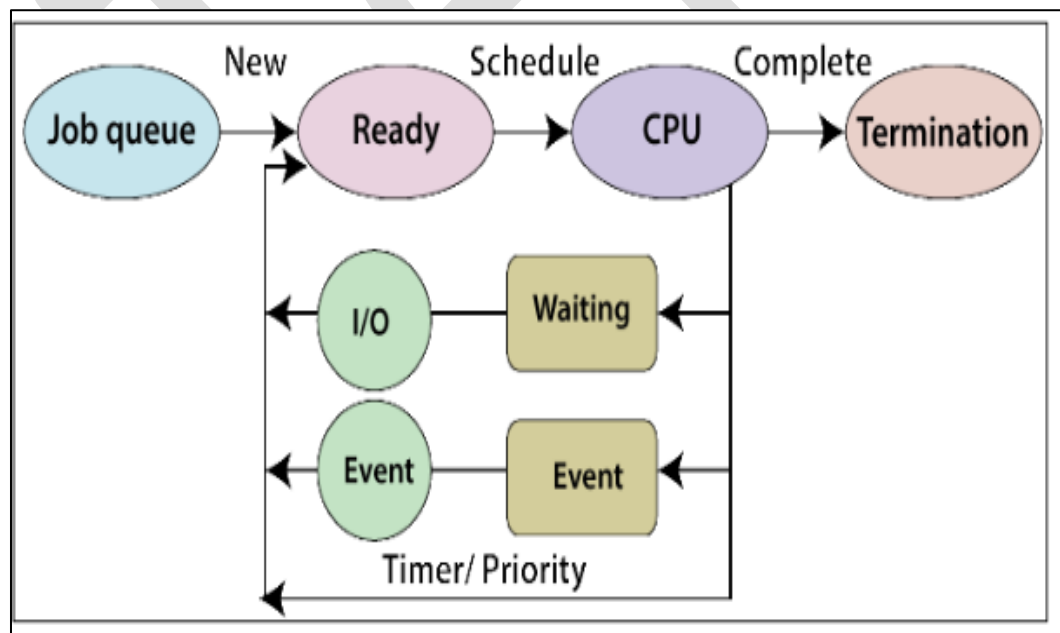 New
Schedule
Complete
Job queue
Ready
CPU
Termination
I/O
Waiting
Event
Event
Timer/ Priority